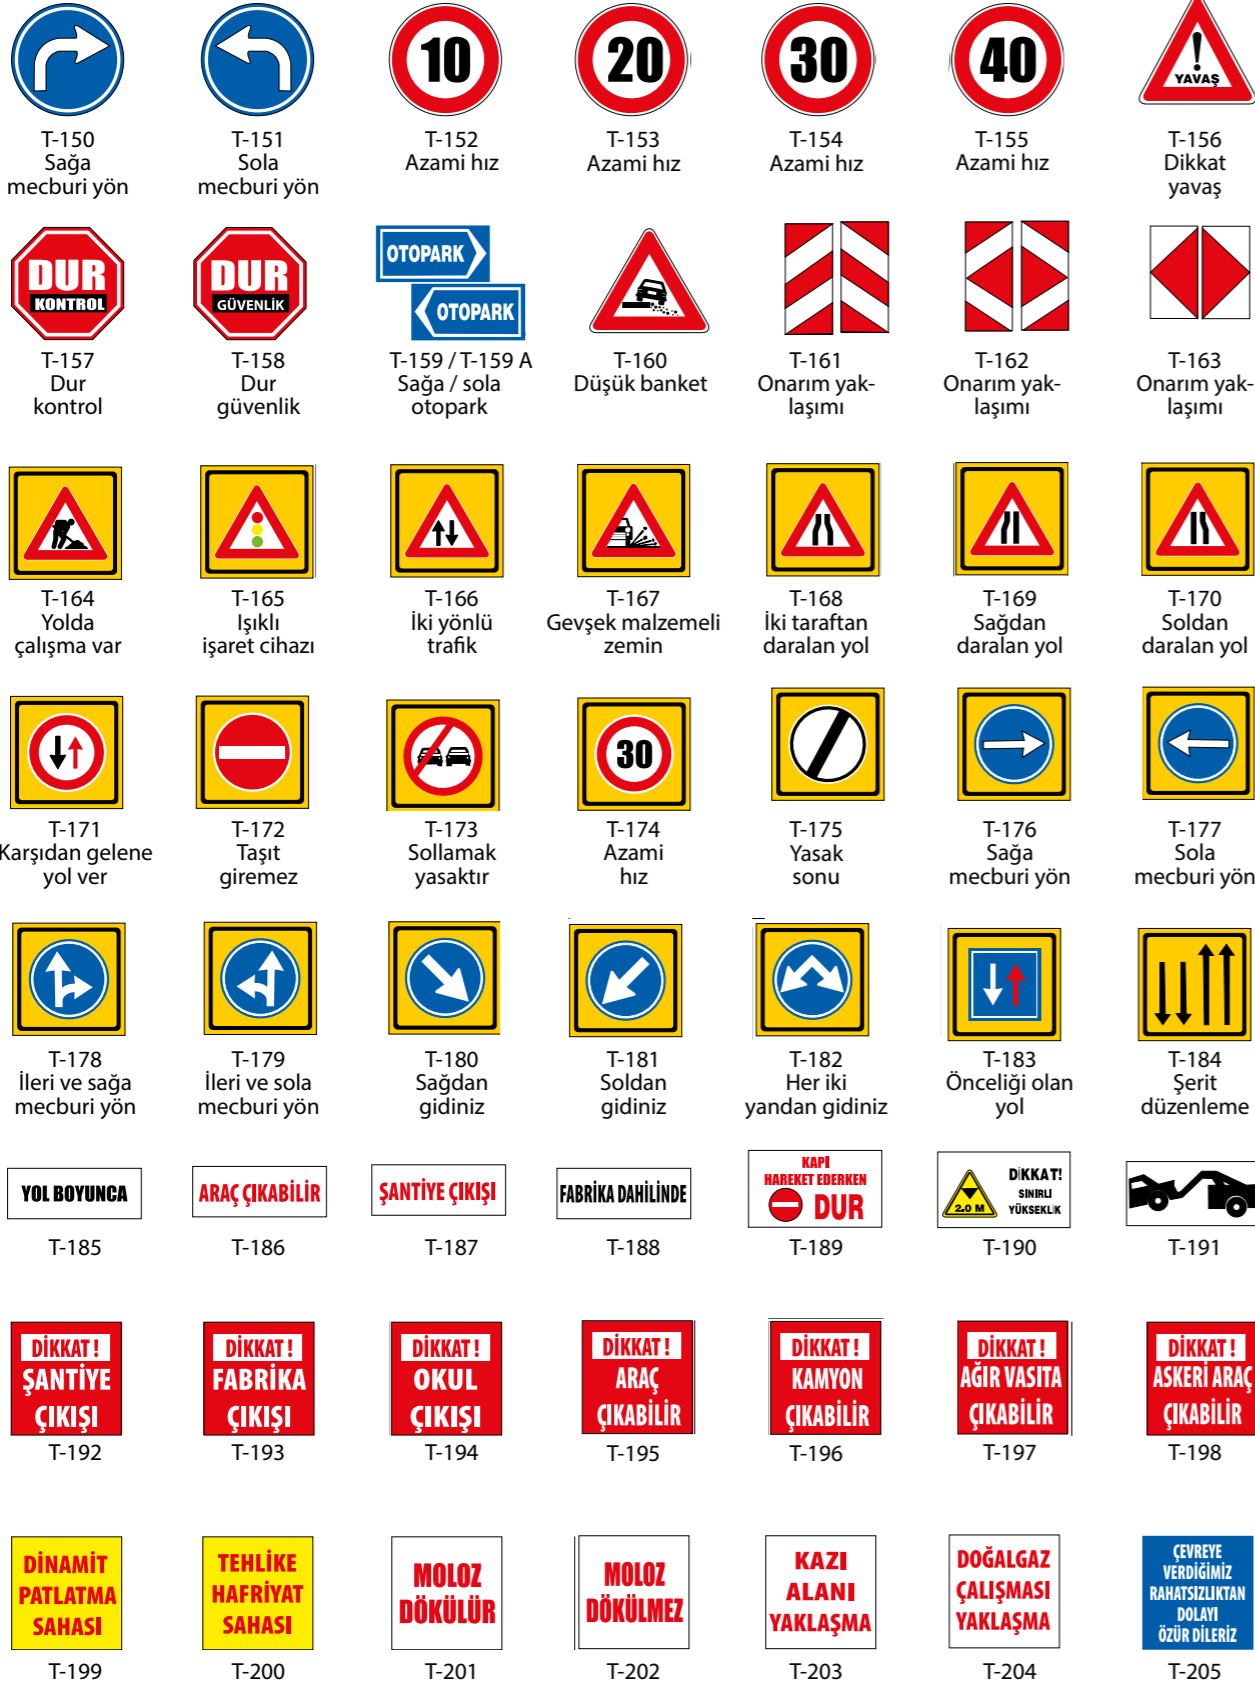 10
20
30
40
YAVAŞ
T-150
Sağa
mecburi yön
T-151
Sola
mecburi yön
T-152
Azami hız
T-153
Azami hız
T-154
Azami hız
T-155
Azami hız
T-156
Dikkat
yavaş
DUR
KONTROL
DUR
GÜVENLİK
OTOPARK
OTOPARK
T-157
Dur
kontrol
T-158
Dur
güvenlik
T-159 / T-159 A
Sağa / sola
otopark
T-160
Düşük banket
T-161
Onarım yak-
laşımı
T-162
Onarım yak-
laşımı
T-163
Onarım yak-
laşımı
T-164
Yolda
çalışma var
T-165
Işıklı
işaret cihazı
T-166
İki yönlü
trafik
T-167
Gevşek malzemeli
zemin
T-168
İki taraftan
daralan yol
T-169
Sağdan
daralan yol
T-170
Soldan
daralan yol
30
T-171
Karşıdan gelene
yol ver
T-172
Taşıt
giremez
T-173
Sollamak
yasaktır
T-174
Azami
hız
T-175
Yasak
sonu
T-176
Sağa
mecburi yön
T-177
Sola
mecburi yön
T-178
İleri ve sağa
mecburi yön
T-179
İleri ve sola
mecburi yön
T-180
Sağdan
gidiniz
T-181
Soldan
gidiniz
T-182
Her iki
yandan gidiniz
T-183
Önceliği olan
yol
T-184
Şerit
düzenleme
YOL BOYUNCA
ARAÇ ÇIKABİLİR
ŞANTİYE ÇIKIŞI
FABRİKA DAHİLİNDE
KAPI
HAREKET EDERKEN
DUR
2.0 M
DİKKAT!
SINIRLI
YÜKSEKLİK
T-185
T-186
T-187
T-188
T-189
T-190
T-191
DİKKAT !
ŞANTİYE
ÇIKIŞI
DİKKAT !
FABRİKA
ÇIKIŞI
DİKKAT !
OKUL
ÇIKIŞI
DİKKAT !
ARAÇ
ÇIKABİLİR
DİKKAT !
KAMYON
ÇIKABİLİR
DİKKAT !
AĞIR VASITA
ÇIKABİLİR
DİKKAT !
ASKERİ ARAÇ
ÇIKABİLİR
T-192
T-193
T-194
T-195
T-196
T-197
T-198
DİNAMİT
PATLATMA
SAHASI
TEHLİKE
HAFRİYAT
SAHASI
MOLOZ
DÖKÜLÜR
MOLOZ
DÖKÜLMEZ
KAZI
ALANI
YAKLAŞMA
DOĞALGAZ
ÇALIŞMASI
YAKLAŞMA
ÇEVREYE
VERDİĞİMİZ
RAHATSIZLIKTAN
DOLAYI
ÖZÜR DİLERİZ
T-199
T-200
T-201
T-202
T-203
T-204
T-205